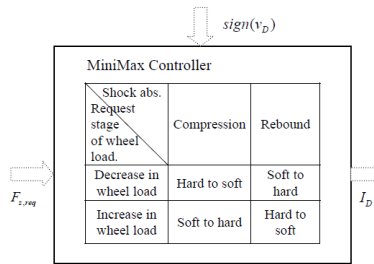 sign(v_D)
MiniMax Controller
Shock abs.
Request
stage
of wheel
load.
Compression
Rebound
Decrease in
wheel load
Hard to soft
Soft to
hard
Increase in
wheel load
Soft to hard
Hard to
soft
F_{z,req}
I_D